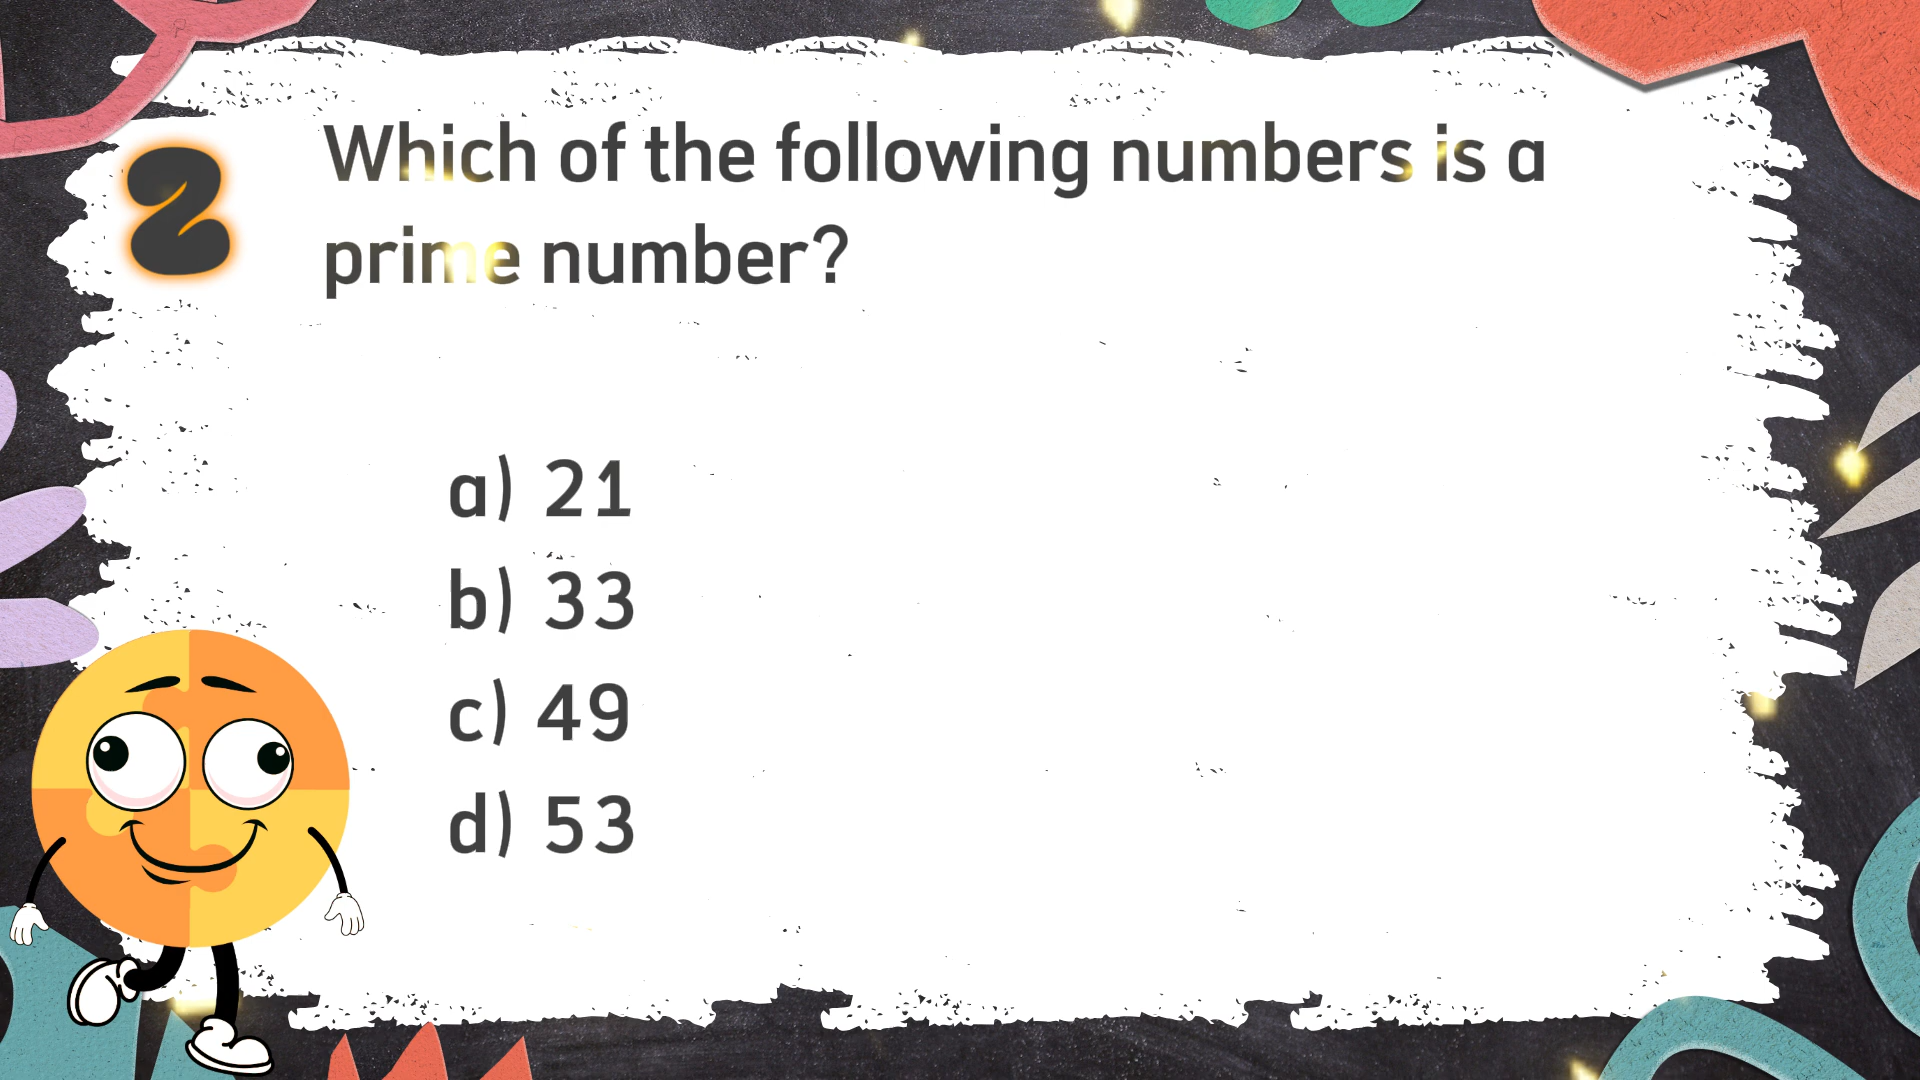 2
Which of the following numbers is a
prime number?
a) 21
b) 33
c) 49
d) 53